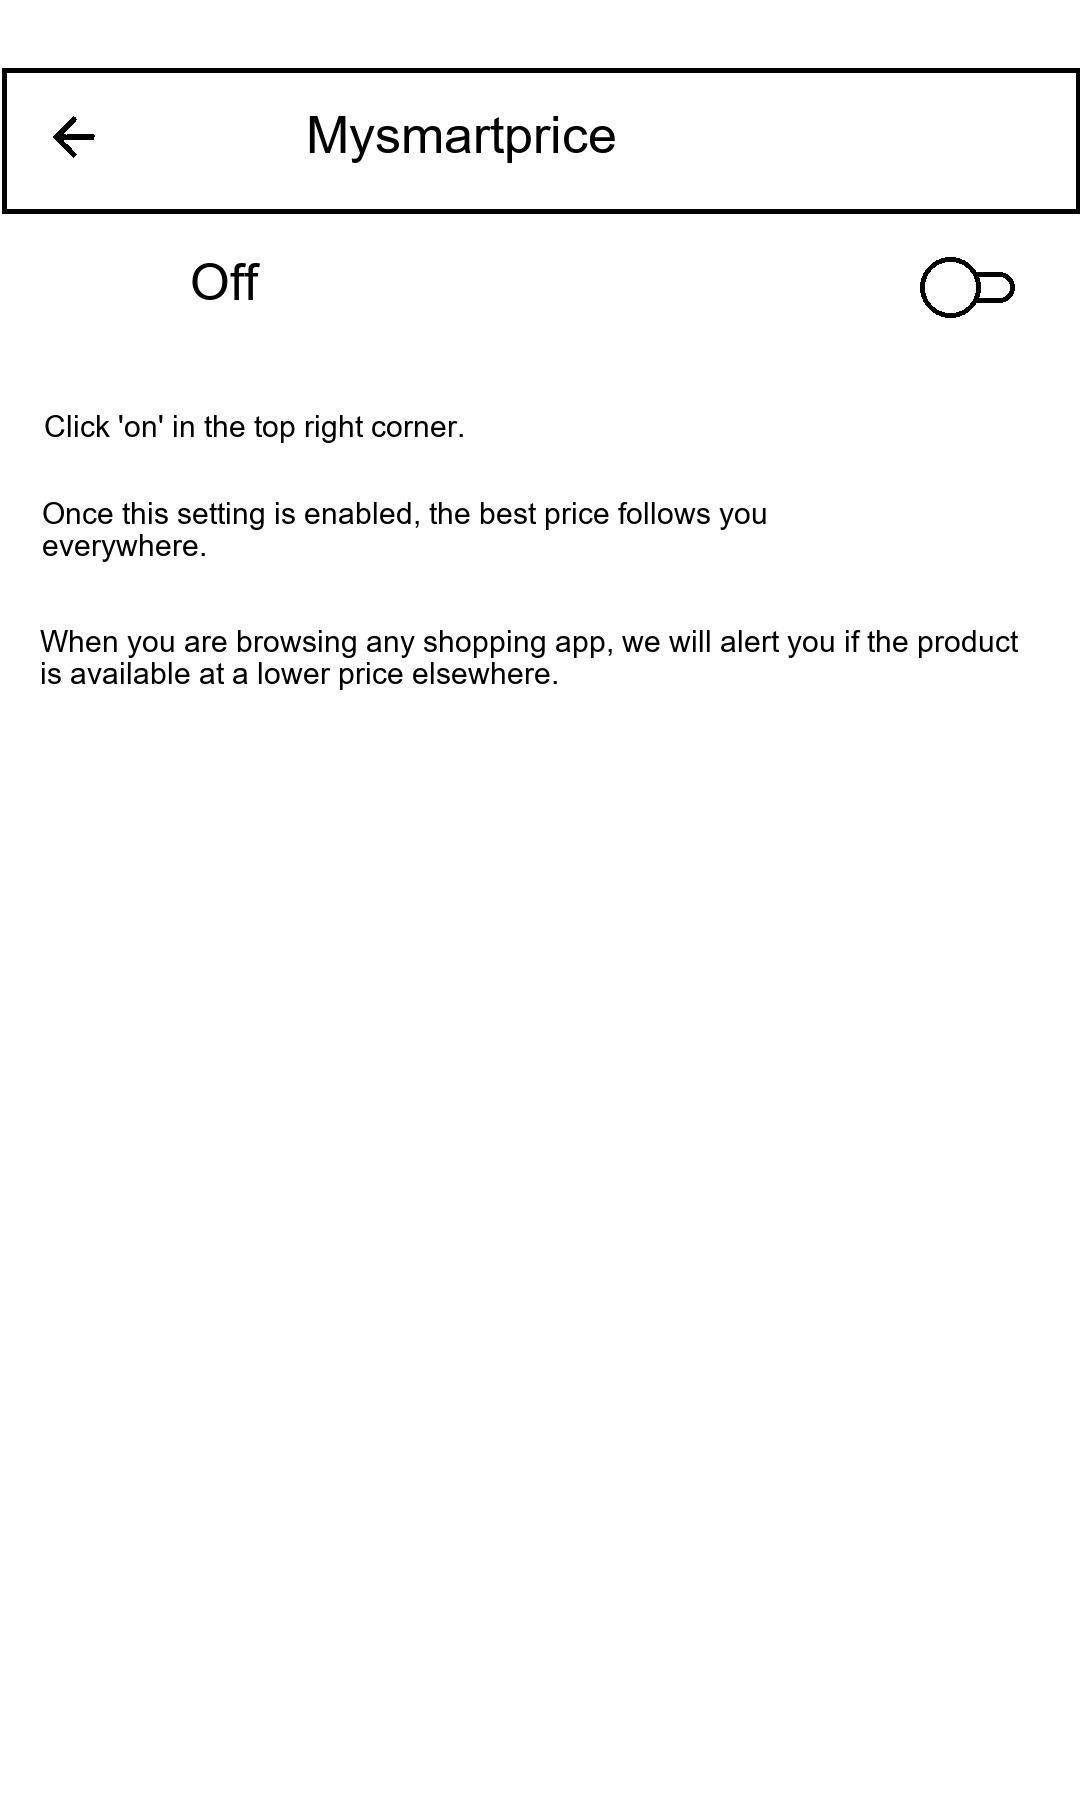 Mysmartprice
Off
Click 'on' in the top right corner.
Once this setting is enabled, the best price follows you
everywhere.
When you are browsing any shopping app, we will alert you if the product
is available at a lower price elsewhere.